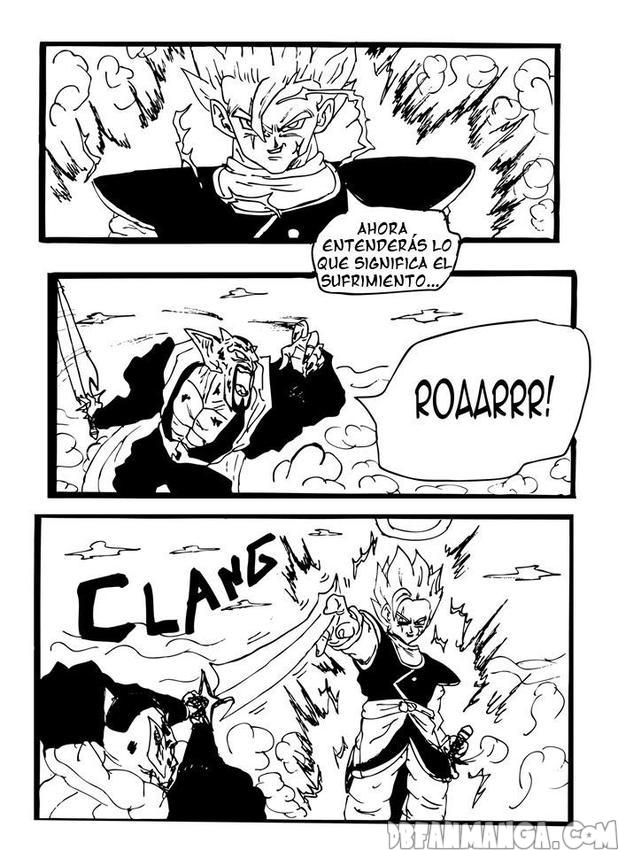 AHORA
ENTENDERÁS LO
QUE SIGNIFICA EL
SUFRIMIENTO...
ROAARRR!
CLANG
DBFANMANGA.COM